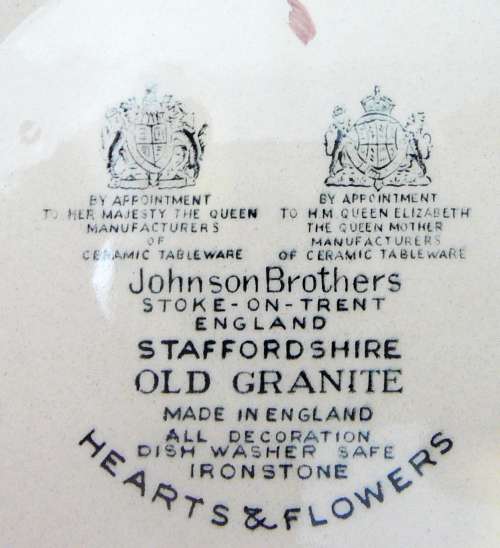 BY APPOINTMENT
TO HER MAJESTY THE QUEEN
MANUFACTURERS
OF
CERAMIC TABLEWARE
BY APPOINTMENT
TO H.M. QUEEN ELIZABETH
THE QUEEN MOTHER
MANUFACTURERS
OF CERAMIC TABLEWARE
Johnson Brothers
STOKE-ON-TRENT
ENGLAND
STAFFORDSHIRE
OLD GRANITE
MADE IN ENGLAND
ALL DECORATION
DISH WASHER SAFE
IRONSTONE
HEARTS & FLOWERS